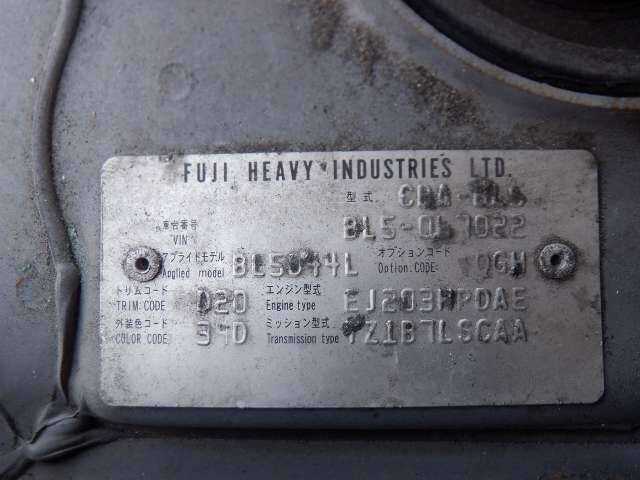 FUJI HEAVY INDUSTRIES LTD.
型式
車台番号
VIN
アプライドモデル オプションコード
Applied model Option.CODE QGH
トリムコード エンジン型式
TRIM.CODE D20 Engine type EJ203HPDAE
外装色コード ミッション型式
COLOR CODE 37D Transmission type TZ1B7LSCAA